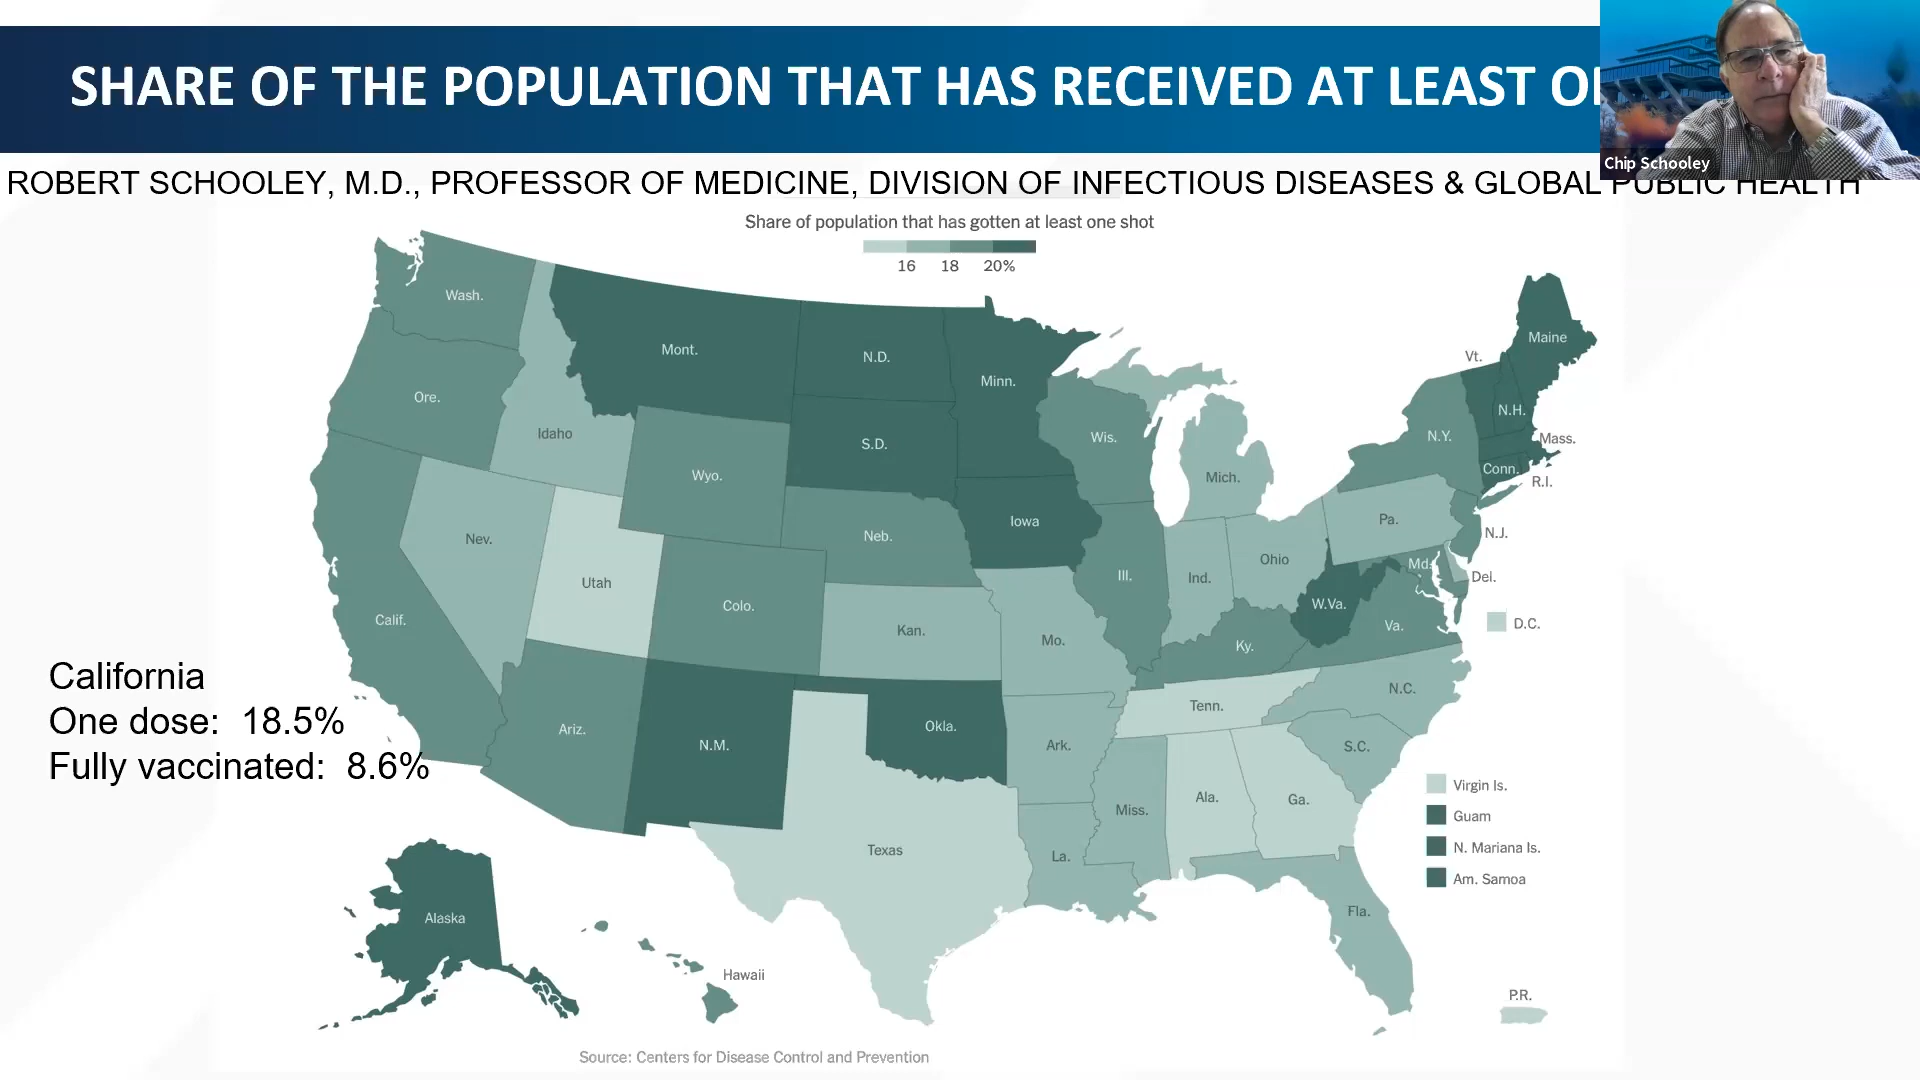 SHARE OF THE POPULATION THAT HAS RECEIVED AT LEAST
Chip Schooley
ROBERT SCHOOLEY, M.D., PROFESSOR OF MEDICINE, DIVISION OF INFECTIOUS DISEASES & GLOBAL PUBLIC HEALTH
Share of population that has gotten at least one shot
16 18 20%
Wash.
Mont.
N.D.
Minn.
Maine
Vt.
Ore.
Idaho
S.D.
Wis.
N.H.
N.Y.
Mass.
Conn.
R.I.
Wyo.
Mich.
Nev.
Neb.
Iowa
Pa.
N.J.
Utah
Colo.
Ill.
Ind.
Ohio
Md.
Del.
W.Va.
Va.
D.C.
Calif.
Kan.
Mo.
Ky.
California
One dose: 18.5%
Fully vaccinated: 8.6%
N.C.
Tenn.
Ariz.
N.M.
Okla.
Ark.
S.C.
Miss.
Ala.
Ga.
Texas
La.
Virgin Is.
Guam
N. Mariana Is.
Am. Samoa
Alaska
Fla.
Hawaii
P.R.
Source: Centers for Disease Control and Prevention